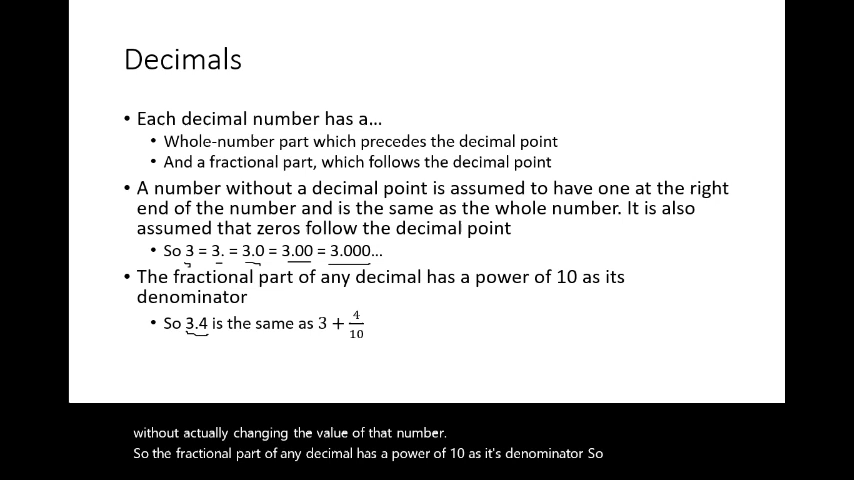 Decimals
• Each decimal number has a...
• Whole-number part which precedes the decimal point
• And a fractional part, which follows the decimal point
• A number without a decimal point is assumed to have one at the right
end of the number and is the same as the whole number. It is also
assumed that zeros follow the decimal point
• So 3 = 3. = 3.0 = 3.00 = 3.000...
• The fractional part of any decimal has a power of 10 as its
denominator
• So 3.4 is the same as 3 + 4/10
without actually changing the value of that number.
So the fractional part of any decimal has a power of 10 as it's denominator So